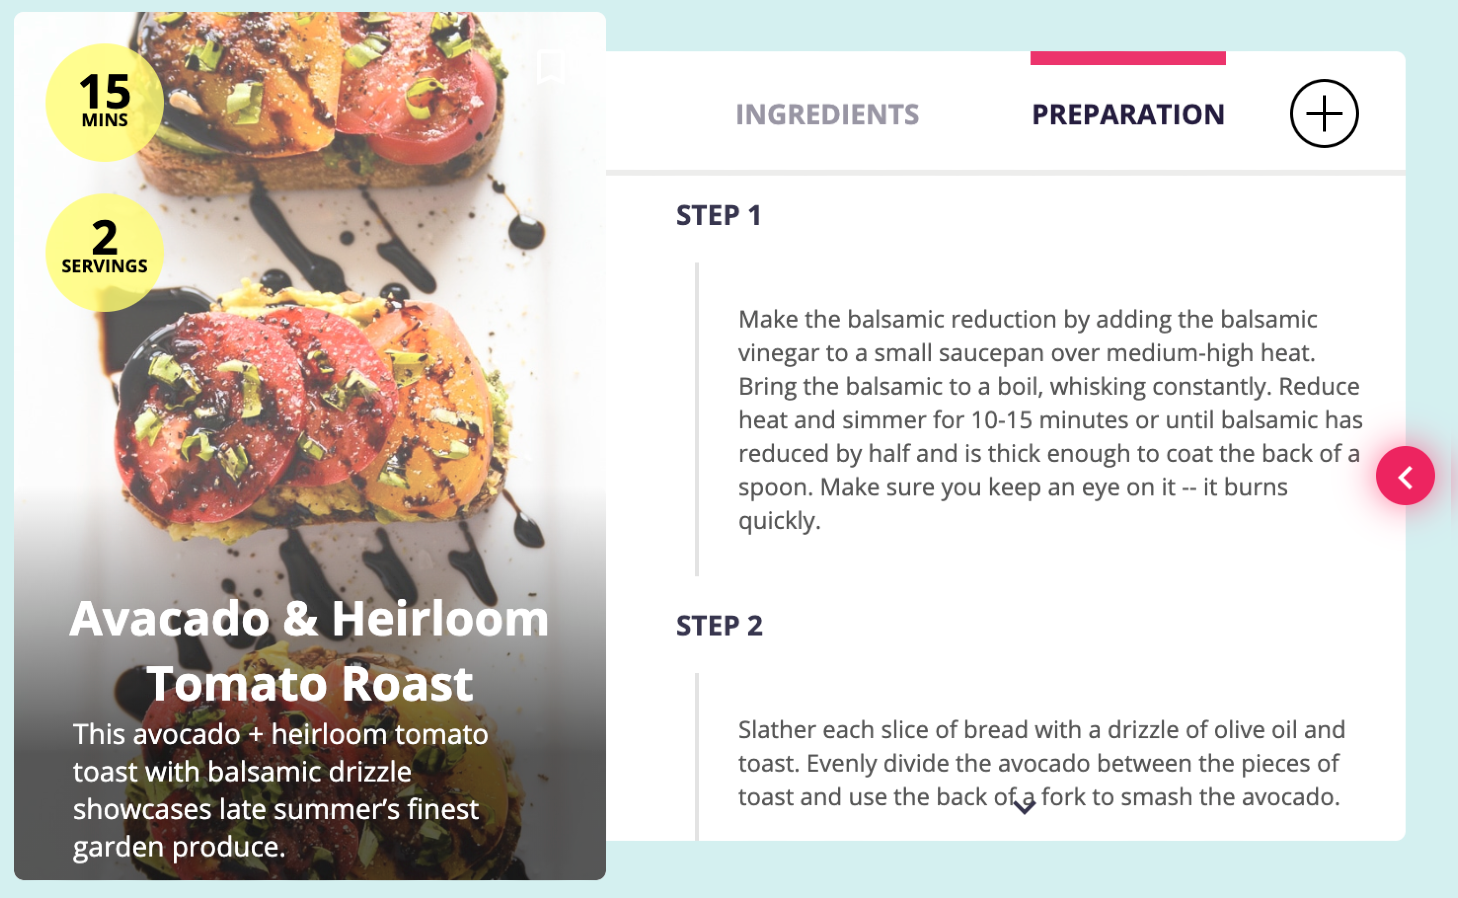 15
MINS
2
SERVINGS
Avacado & Heirloom
Tomato Roast
This avocado + heirloom tomato
toast with balsamic drizzle
showcases late summer’s finest
garden produce.
INGREDIENTS
PREPARATION
STEP 1
Make the balsamic reduction by adding the balsamic
vinegar to a small saucepan over medium-high heat.
Bring the balsamic to a boil, whisking constantly. Reduce
heat and simmer for 10-15 minutes or until balsamic has
reduced by half and is thick enough to coat the back of a
spoon. Make sure you keep an eye on it -- it burns
quickly.
STEP 2
Slather each slice of bread with a drizzle of olive oil and
toast. Evenly divide the avocado between the pieces of
toast and use the back of a fork to smash the avocado.